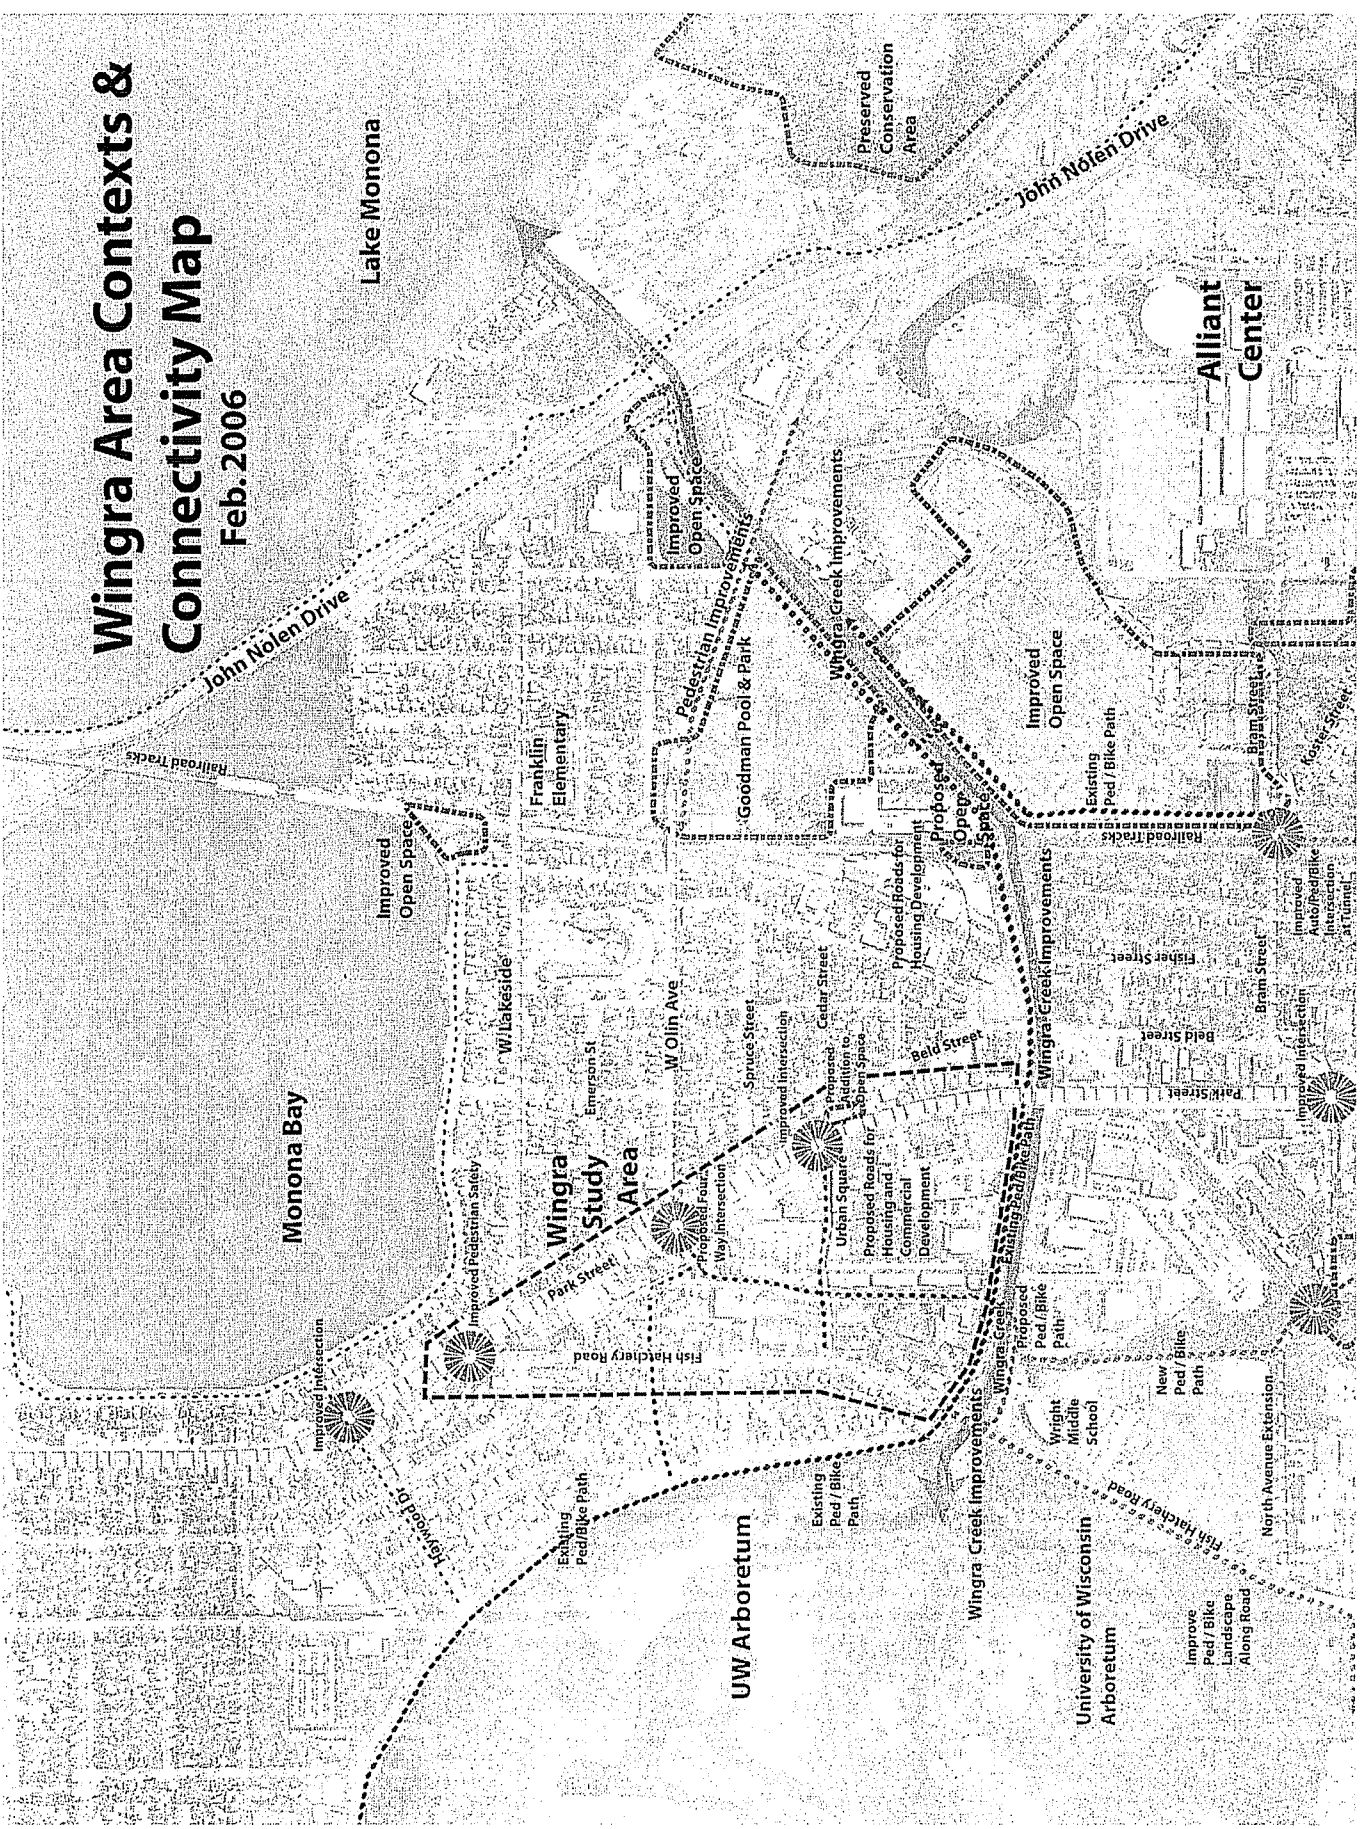 Wingra Area Contexts &
Connectivity Map
Feb.2006
Lake Monona
John Nolen Drive
Railroad Tracks
Monona Bay
Improved
Open Space
Franklin
Elementary
W.Lakeside
Emerson St
W Olin Ave
Spruce Street
Cedar Street
Improved Intersection
Improved Pedestrian Safety
Wingra
Study
Area
Park Street
Fish Hatchery Road
Improved Intersection
Haywood Dr
Existing
Ped/Bike Path
UW Arboretum
Existing
Ped / Bike
Path
Proposed Four
Way Intersection
Urban Square
Proposed Roads for
Housing and
Commercial
Development
Proposed
Addition to
Open Space
Beld Street
Proposed Roads for
Housing Development
Proposed
Open
Space
Goodman Pool & Park
Pedestrian Improvements
Improved
Open Space
Wingra Creek Improvements
Preserved
Conservation
Area
John Nolen Drive
Alliant
Center
Improved
Open Space
Existing
Ped / Bike Path
Bram Street
Koster Street
Railroad Tracks
Improved
Auto/Ped/Bike
Intersection
at Tunnel
Wingra Creek Improvements
Fisher Street
Bram Street
Beld Street
Park Street
Improved Intersection
Existing Ped/Bike Path
Wingra Creek
Proposed
Ped / Bike
Path
New
Ped / Bike
Path
Wright
Middle
School
Wingra Creek Improvements
North Avenue Extension
Fish Hatchery Road
University of Wisconsin
Arboretum
Improve
Ped / Bike
Landscape
Along Road